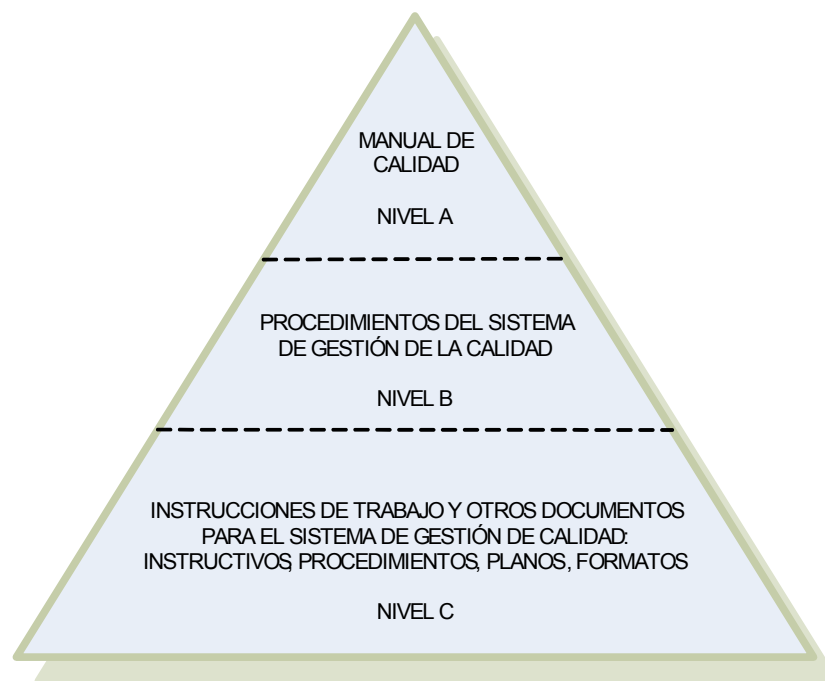 MANUAL DE
CALIDAD
NIVEL A
PROCEDIMIENTOS DEL SISTEMA
DE GESTIÓN DE LA CALIDAD
NIVEL B
INSTRUCCIONES DE TRABAJO Y OTROS DOCUMENTOS
PARA EL SISTEMA DE GESTIÓN DE CALIDAD:
INSTRUCTIVOS, PROCEDIMIENTOS, PLANOS, FORMATOS
NIVEL C